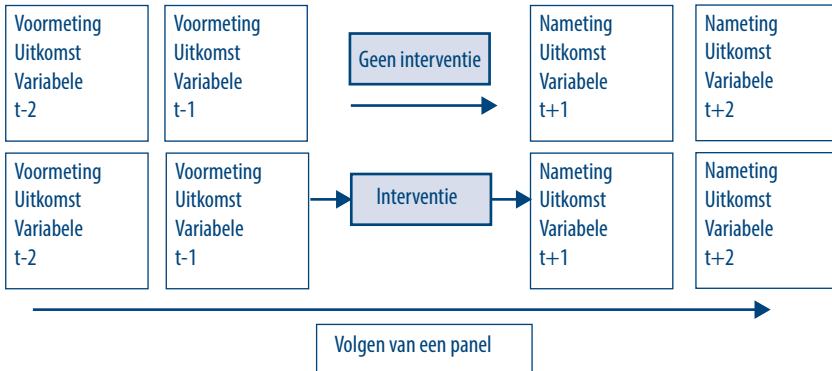 Voormeting
Uitkomst
Variabele
t-2
Voormeting
Uitkomst
Variabele
t-1
Geen interventie
Nameting
Uitkomst
Variabele
t+1
Nameting
Uitkomst
Variabele
t+2
Voormeting
Uitkomst
Variabele
t-2
Voormeting
Uitkomst
Variabele
t-1
Interventie
Nameting
Uitkomst
Variabele
t+1
Nameting
Uitkomst
Variabele
t+2
Volgen van een panel